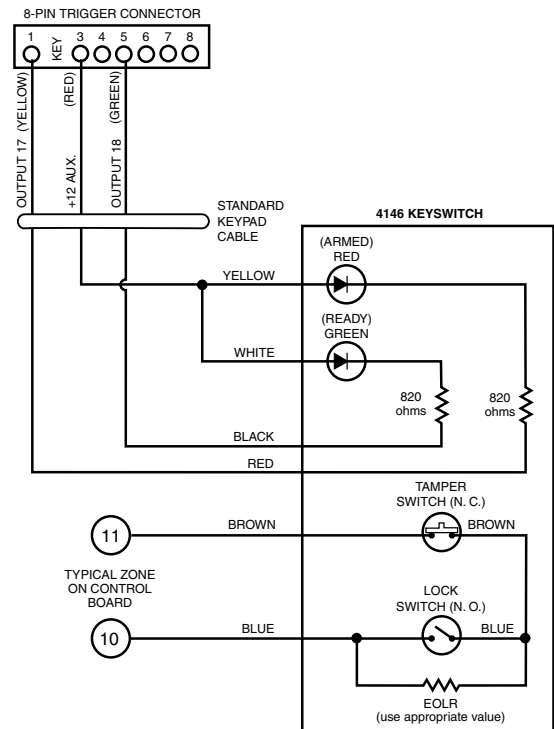 8-PIN TRIGGER CONNECTOR
1 KEY 3 4 5 6 7 8
OUTPUT 17 (YELLOW)
+12 AUX. (RED)
OUTPUT 18 (GREEN)
STANDARD
KEYPAD
CABLE
4146 KEYSWITCH
(ARMED)
RED
YELLOW
(READY)
GREEN
WHITE
820
ohms
820
ohms
BLACK
RED
TAMPER
SWITCH (N. C.)
11
BROWN
BROWN
TYPICAL ZONE
ON CONTROL
BOARD
LOCK
SWITCH (N. O.)
10
BLUE
BLUE
EOLR
(use appropriate value)